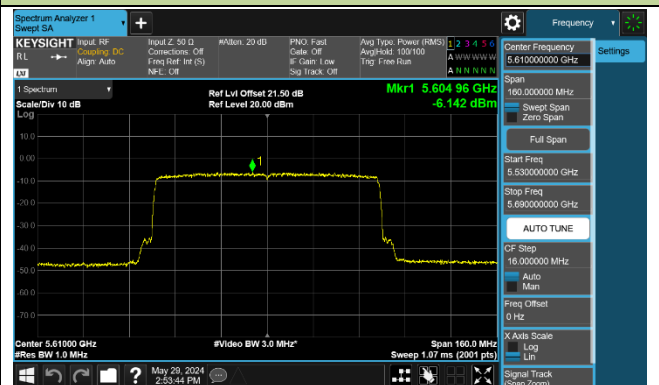 Spectrum Analyzer 1
Swept SA
+
Frequency
KEYSIGHT
RL
LXI
Input: RF
Coupling: DC
Align: Auto
Input Z: 50 Ω
Corrections: Off
Freq Ref: Int (S)
NFE: Off
#Atten: 20 dB
PNO: Fast
Gate: Off
IF Gain: Low
Sig Track: Off
Avg Type: Power (RMS)
Avg|Hold: 100/100
Trig: Free Run
1 2 3 4 5 6
A W W W W W
A N N N N N
1 Spectrum
Scale/Div 10 dB
Log
Ref Lvl Offset 21.50 dB
Ref Level 20.00 dBm
Mkr1 5.604 96 GHz
-6.142 dBm
10.0
0.00
-10.0
-20.0
-30.0
-40.0
-50.0
-60.0
-70.0
1
Center 5.61000 GHz
#Res BW 1.0 MHz
#Video BW 3.0 MHz*
Span 160.0 MHz
Sweep 1.07 ms (2001 pts)
May 29, 2024
2:53:44 PM
?
Settings
Center Frequency
5.610000000 GHz
Span
160.000000 MHz
Swept Span
Zero Span
Full Span
Start Freq
5.530000000 GHz
Stop Freq
5.690000000 GHz
AUTO TUNE
CF Step
16.000000 MHz
Auto
Man
Freq Offset
0 Hz
X Axis Scale
Log
Lin
Signal Track
(Span Zoom)